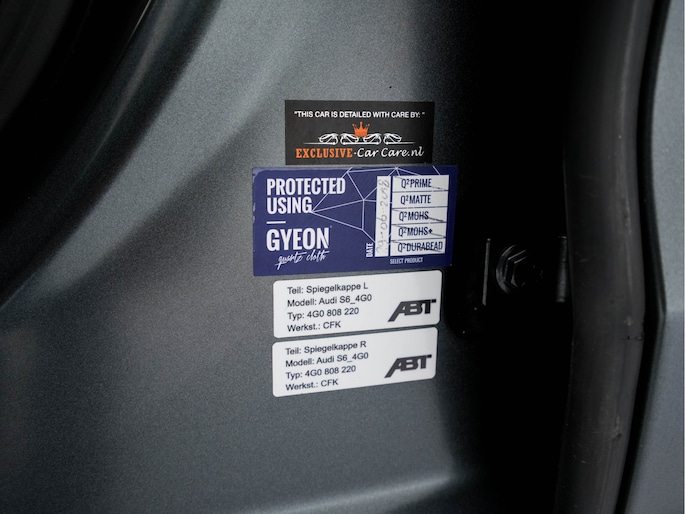 "THIS CAR IS DETAILED WITH CARE BY: "
EXCLUSIVE-Car Care.nl
PROTECTED
USING
GYEON
quartz cloth
DATE
Q²PRIME
Q²MATTE
Q²MOHS
Q²MOHS+
Q²DURABEAD
SELECT PRODUCT
Teil: Spiegelkappe L
Modell: Audi S6_4G0
Typ: 4G0 808 220
Werkst.: CFK
ABT
Teil: Spiegelkappe R
Modell: Audi S6_4G0
Typ: 4G0 808 220
Werkst.: CFK
ABT